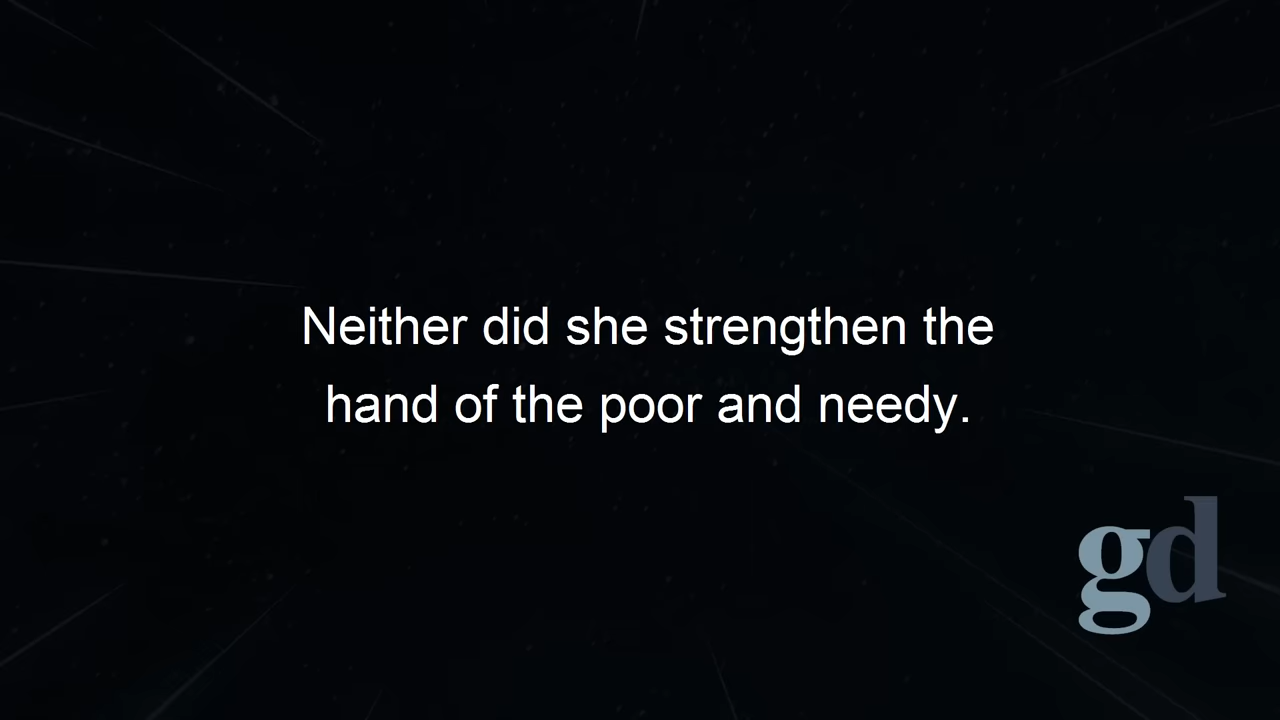 Neither did she strengthen the
hand of the poor and needy.
gd